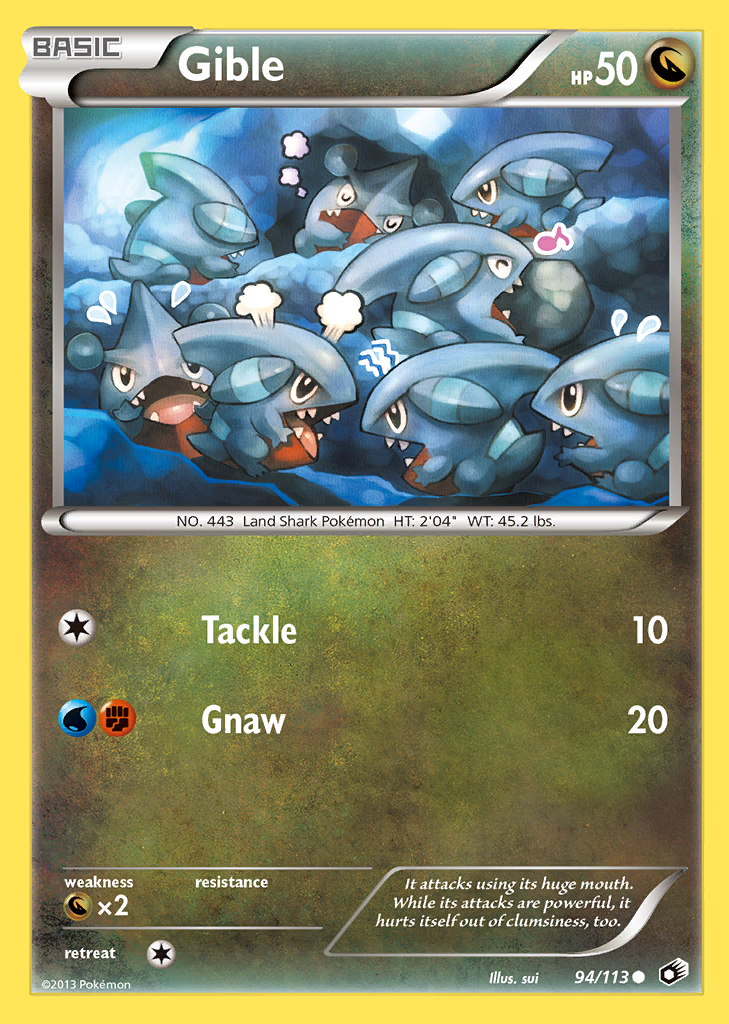 BASIC
Gible
HP50
NO. 443 Land Shark Pokémon HT: 2'04" WT: 45.2 lbs.
Tackle 10
Gnaw 20
weakness resistance
×2
It attacks using its huge mouth.
While its attacks are powerful, it
hurts itself out of clumsiness, too.
retreat
©2013 Pokémon
Illus. sui 94/113